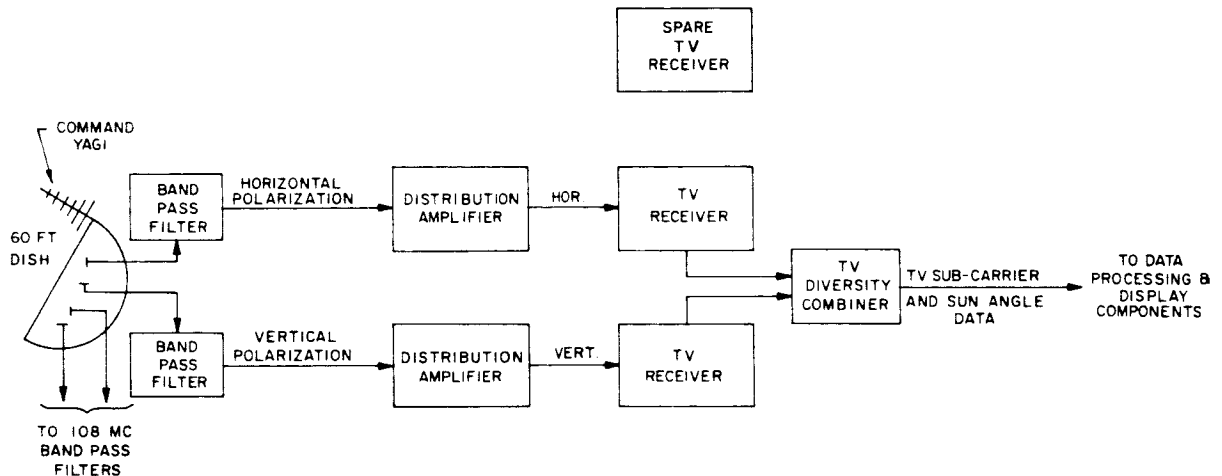 SPARE
TV
RECEIVER
COMMAND
YAGI
60 FT
DISH
BAND
PASS
FILTER
HORIZONTAL
POLARIZATION
DISTRIBUTION
AMPLIFIER
HOR.
TV
RECEIVER
TV
DIVERSITY
COMBINER
TV SUB-CARRIER
AND SUN ANGLE
DATA
TO DATA
PROCESSING &
DISPLAY
COMPONENTS
BAND
PASS
FILTER
VERTICAL
POLARIZATION
DISTRIBUTION
AMPLIFIER
VERT.
TV
RECEIVER
TO 108 MC
BAND PASS
FILTERS